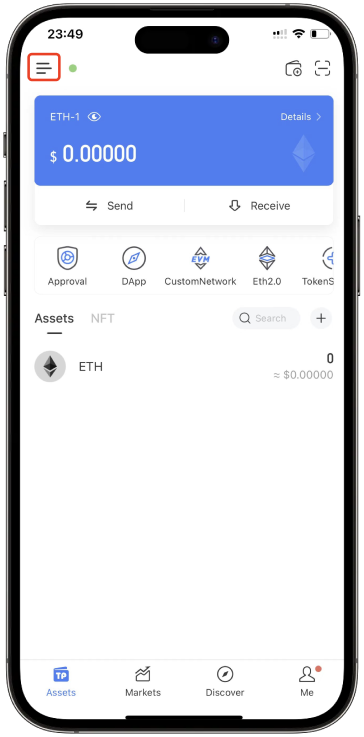 23:49
ETH-1
Details >
$ 0.00000
Send
Receive
EVM
Approval
DApp
CustomNetwork
Eth2.0
TokenS
Assets
NFT
Search
ETH
0
≈ $0.00000
TP
Assets
Markets
Discover
Me